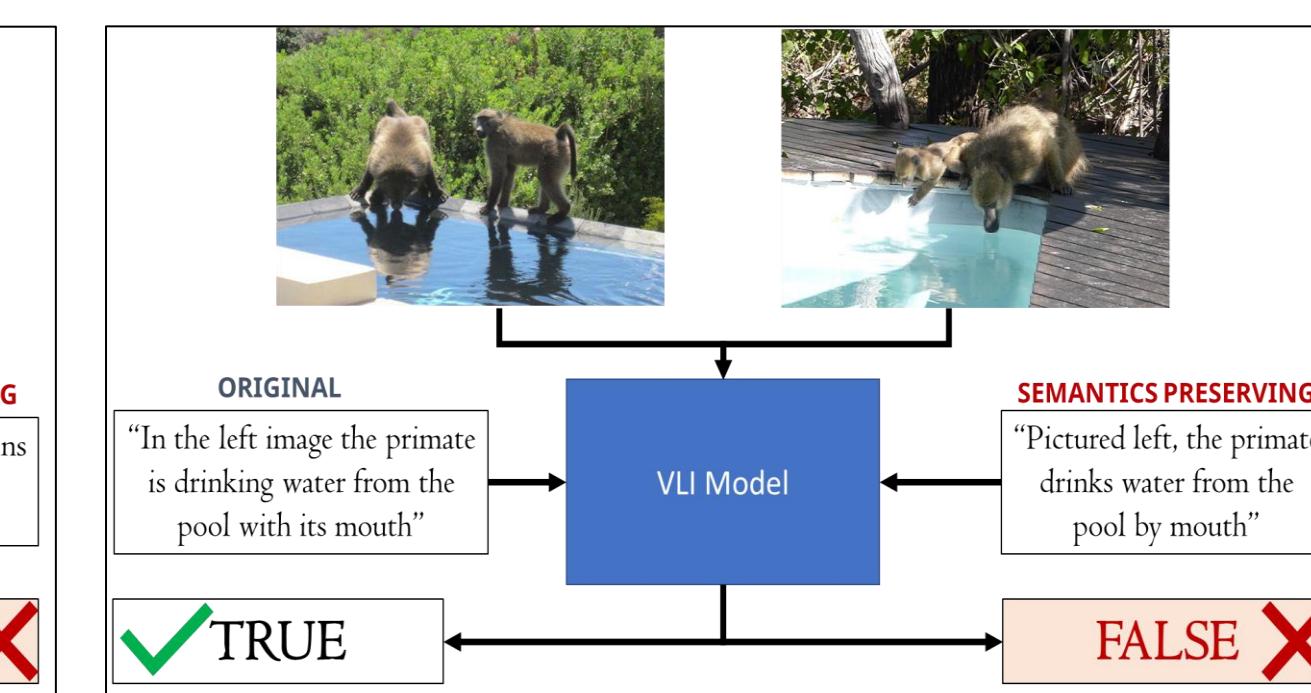 G
ns
ORIGINAL
“In the left image the primate
is drinking water from the
pool with its mouth”
VLI Model
SEMANTICS PRESERVING
“Pictured left, the primate
drinks water from the
pool by mouth”
TRUE
FALSE